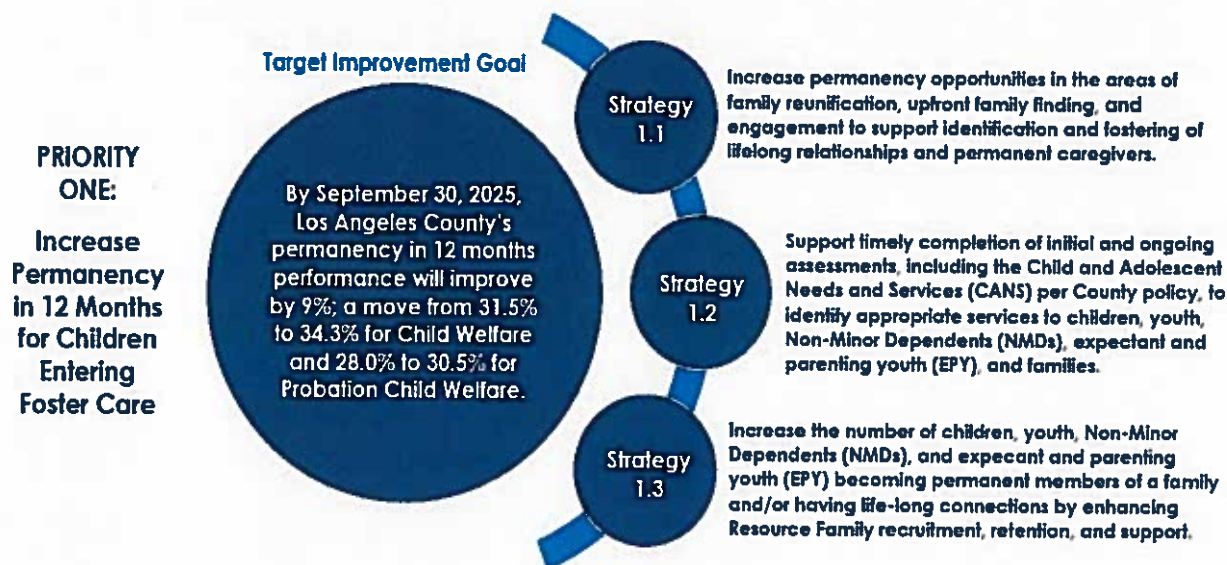 PRIORITY
ONE:
Increase
Permanency
in 12 Months
for Children
Entering
Foster Care
Target Improvement Goal
By September 30, 2025,
Los Angeles County's
permanency in 12 months
performance will improve
by 9%; a move from 31.5%
to 34.3% for Child Welfare
and 28.0% to 30.5% for
Probation Child Welfare.
Strategy
1.1
Increase permanency opportunities in the areas of
family reunification, upfront family finding, and
engagement to support identification and fostering of
lifelong relationships and permanent caregivers.
Strategy
1.2
Support timely completion of initial and ongoing
assessments, including the Child and Adolescent
Needs and Services (CANS) per County policy, to
identify appropriate services to children, youth,
Non-Minor Dependents (NMDs), expectant and
parenting youth (EPY), and families.
Strategy
1.3
Increase the number of children, youth, Non-Minor
Dependents (NMDs), and expecant and parenting
youth (EPY) becoming permanent members of a family
and/or having life-long connections by enhancing
Resource Family recruitment, retention, and support.